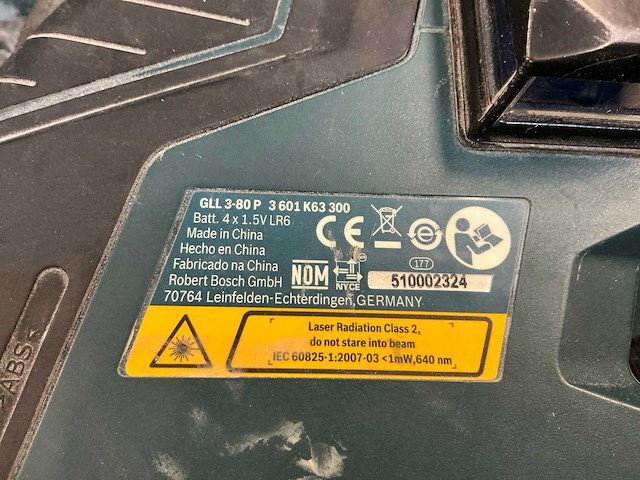 GLL 3-80 P 3 601 K63 300
Batt. 4 x 1.5V LR6
Made in China
Hecho en China
Fabricado na China
Robert Bosch GmbH
70764 Leinfelden-Echterdingen, GERMANY
CE
e
NOM
NYCE
177
510002324
Laser Radiation Class 2,
do not stare into beam
IEC 60825-1:2007-03 <1mW,640 nm
>ABS<